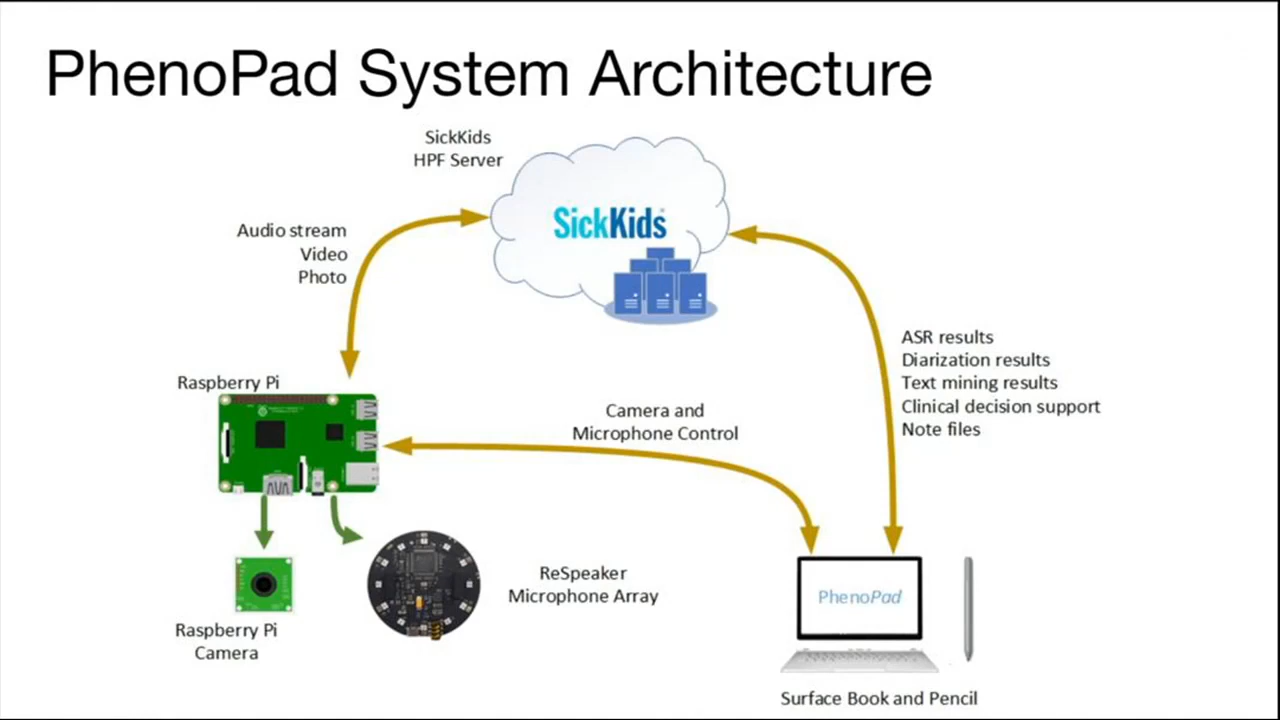 PhenoPad System Architecture
SickKids
HPF Server
SickKids
Audio stream
Video
Photo
ASR results
Diarization results
Text mining results
Clinical decision support
Note files
Raspberry Pi
Camera and
Microphone Control
ReSpeaker
Microphone Array
PhenoPad
Raspberry Pi
Camera
Surface Book and Pencil